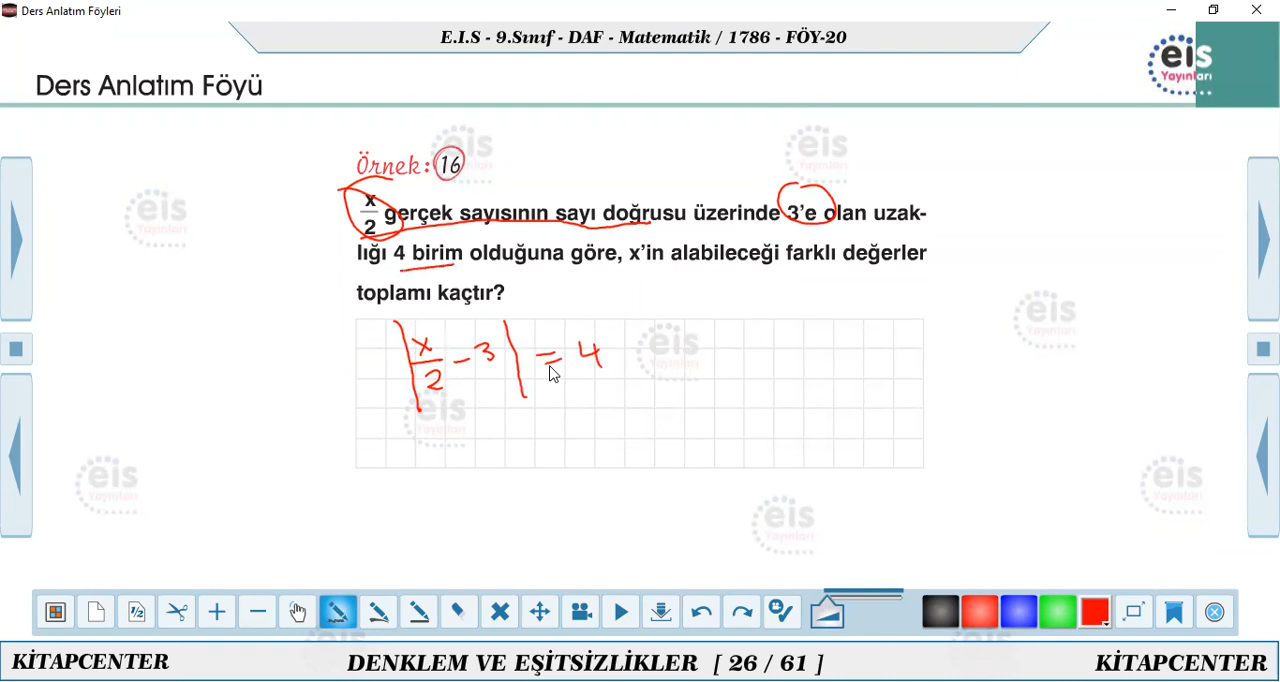 Ders Anlatım Föyleri
E.I.S - 9.Sınıf - DAF - Matematik / 1786 - FÖY-20
Ders Anlatım Föyü
eis
Yayınları
Örnek: 16
x/2 gerçek sayısının sayı doğrusu üzerinde 3'e olan uzak-
lığı 4 birim olduğuna göre, x'in alabileceği farklı değerler
toplamı kaçtır?
|x/2 - 3| = 4
1/2
KİTAPCENTER
DENKLEM VE EŞİTSİZLİKLER [ 26 / 61 ]
KİTAPCENTER